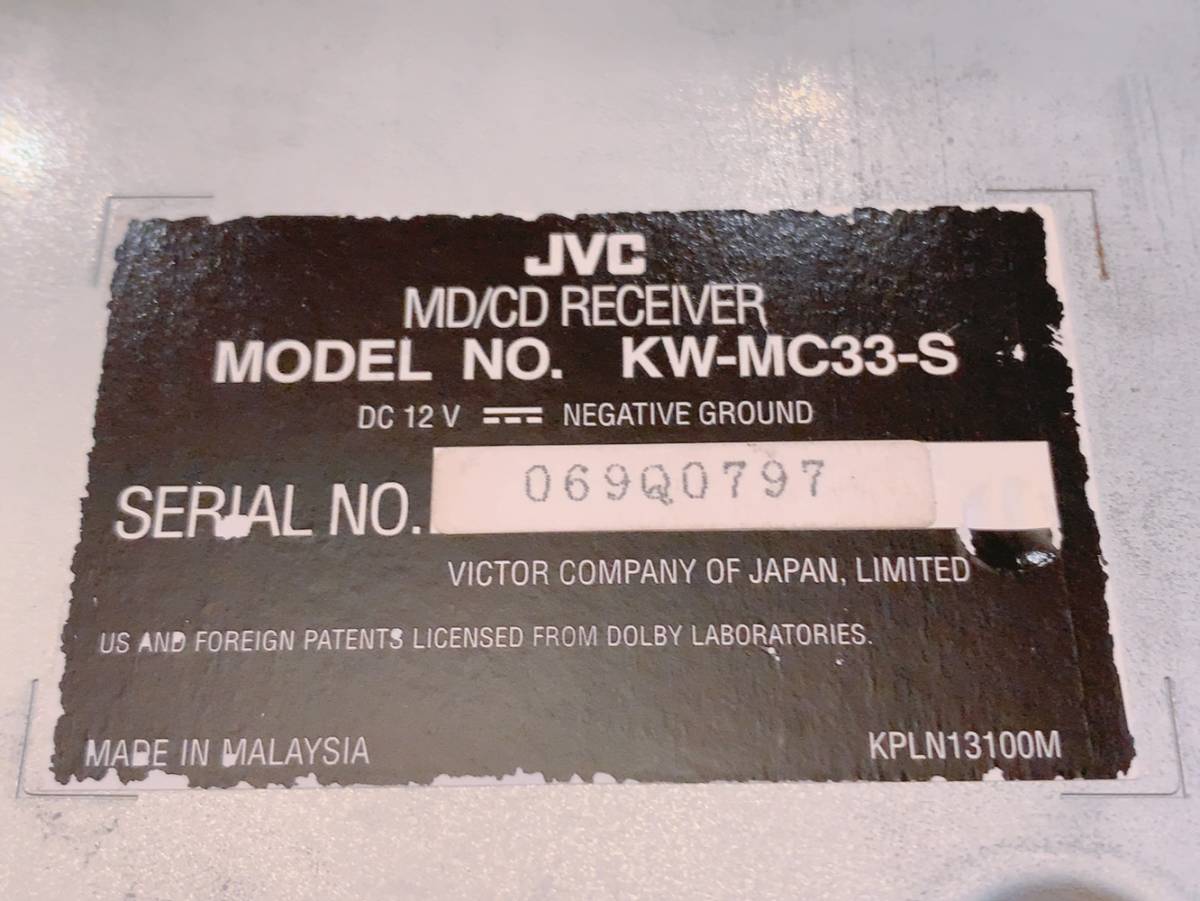 JVC
MD/CD RECEIVER
MODEL NO. KW-MC33-S
DC 12 V NEGATIVE GROUND
SERIAL NO. 069Q0797
VICTOR COMPANY OF JAPAN, LIMITED
US AND FOREIGN PATENTS LICENSED FROM DOLBY LABORATORIES.
MADE IN MALAYSIA KPLN13100M